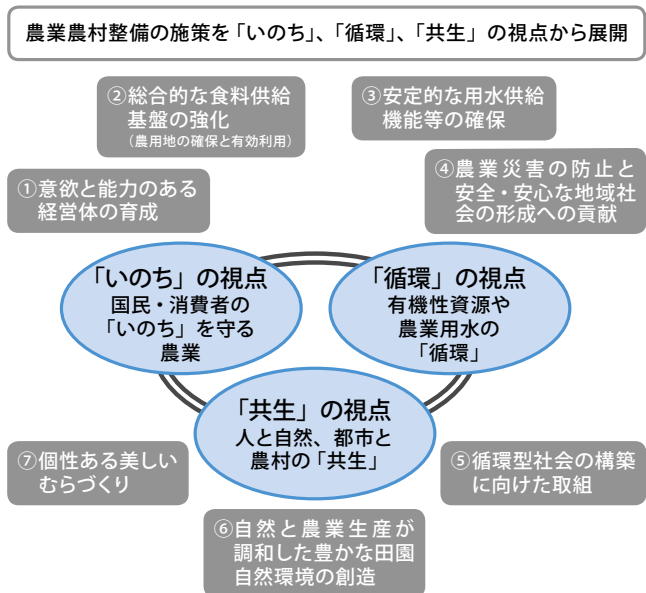 農業農村整備の施策を「いのち」、「循環」、「共生」の視点から展開
②総合的な食料供給
基盤の強化
（農用地の確保と有効利用）
③安定的な用水供給
機能等の確保
①意欲と能力のある
経営体の育成
④農業災害の防止と
安全・安心な地域社
会の形成への貢献
「いのち」の視点
国民・消費者の
「いのち」を守る
農業
「循環」の視点
有機性資源や
農業用水の
「循環」
「共生」の視点
人と自然、都市と
農村の「共生」
⑦個性ある美しい
むらづくり
⑤循環型社会の構築
に向けた取組
⑥自然と農業生産が
調和した豊かな田園
自然環境の創造